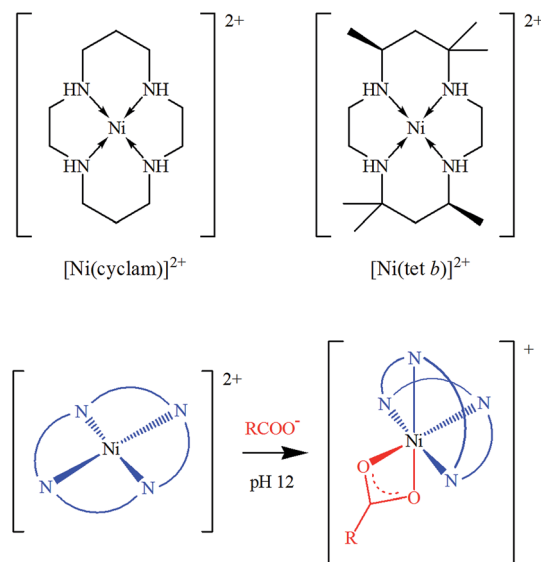 2+
HN
NH
Ni
HN
NH
[Ni(cyclam)]²⁺
2+
HN
NH
Ni
HN
NH
[Ni(tet b)]²⁺
2+
N
N
Ni
N
N
RCOO⁻
pH 12
+
N
N
N
Ni
N
O
O
R